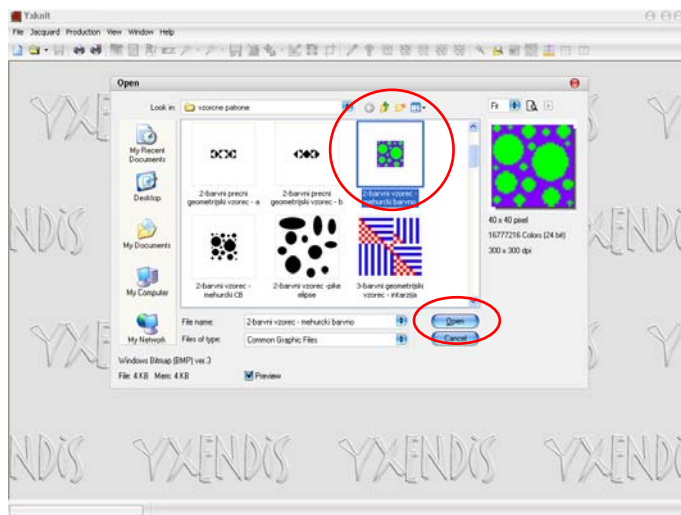 Yxknit
File Jacquard Production View Window Help
Open
Look in: vzorcne patrone
My Recent
Documents
Desktop
My Documents
My Computer
My Network
2-barvni precni
geometrijski vzorec - a
2-barvni precni
geometrijski vzorec - b
2-barvni vzorec -
mehurcki barvno
2-barvni vzorec -
mehurcki CB
2-barvni vzorec -pike
elipse
3-barvni geometrijski
vzorec - intarzija
File name: 2-barvni vzorec - mehurcki barvno Open
Files of type: Common Graphic Files Cancel
Windows Bitmap (BMP) ver.3
File: 4 KB Mem: 4 KB Preview
40 x 40 pixel
16777216 Colors (24 bit)
300 x 300 dpi
YXENDiS YXENDiS YXENDiS